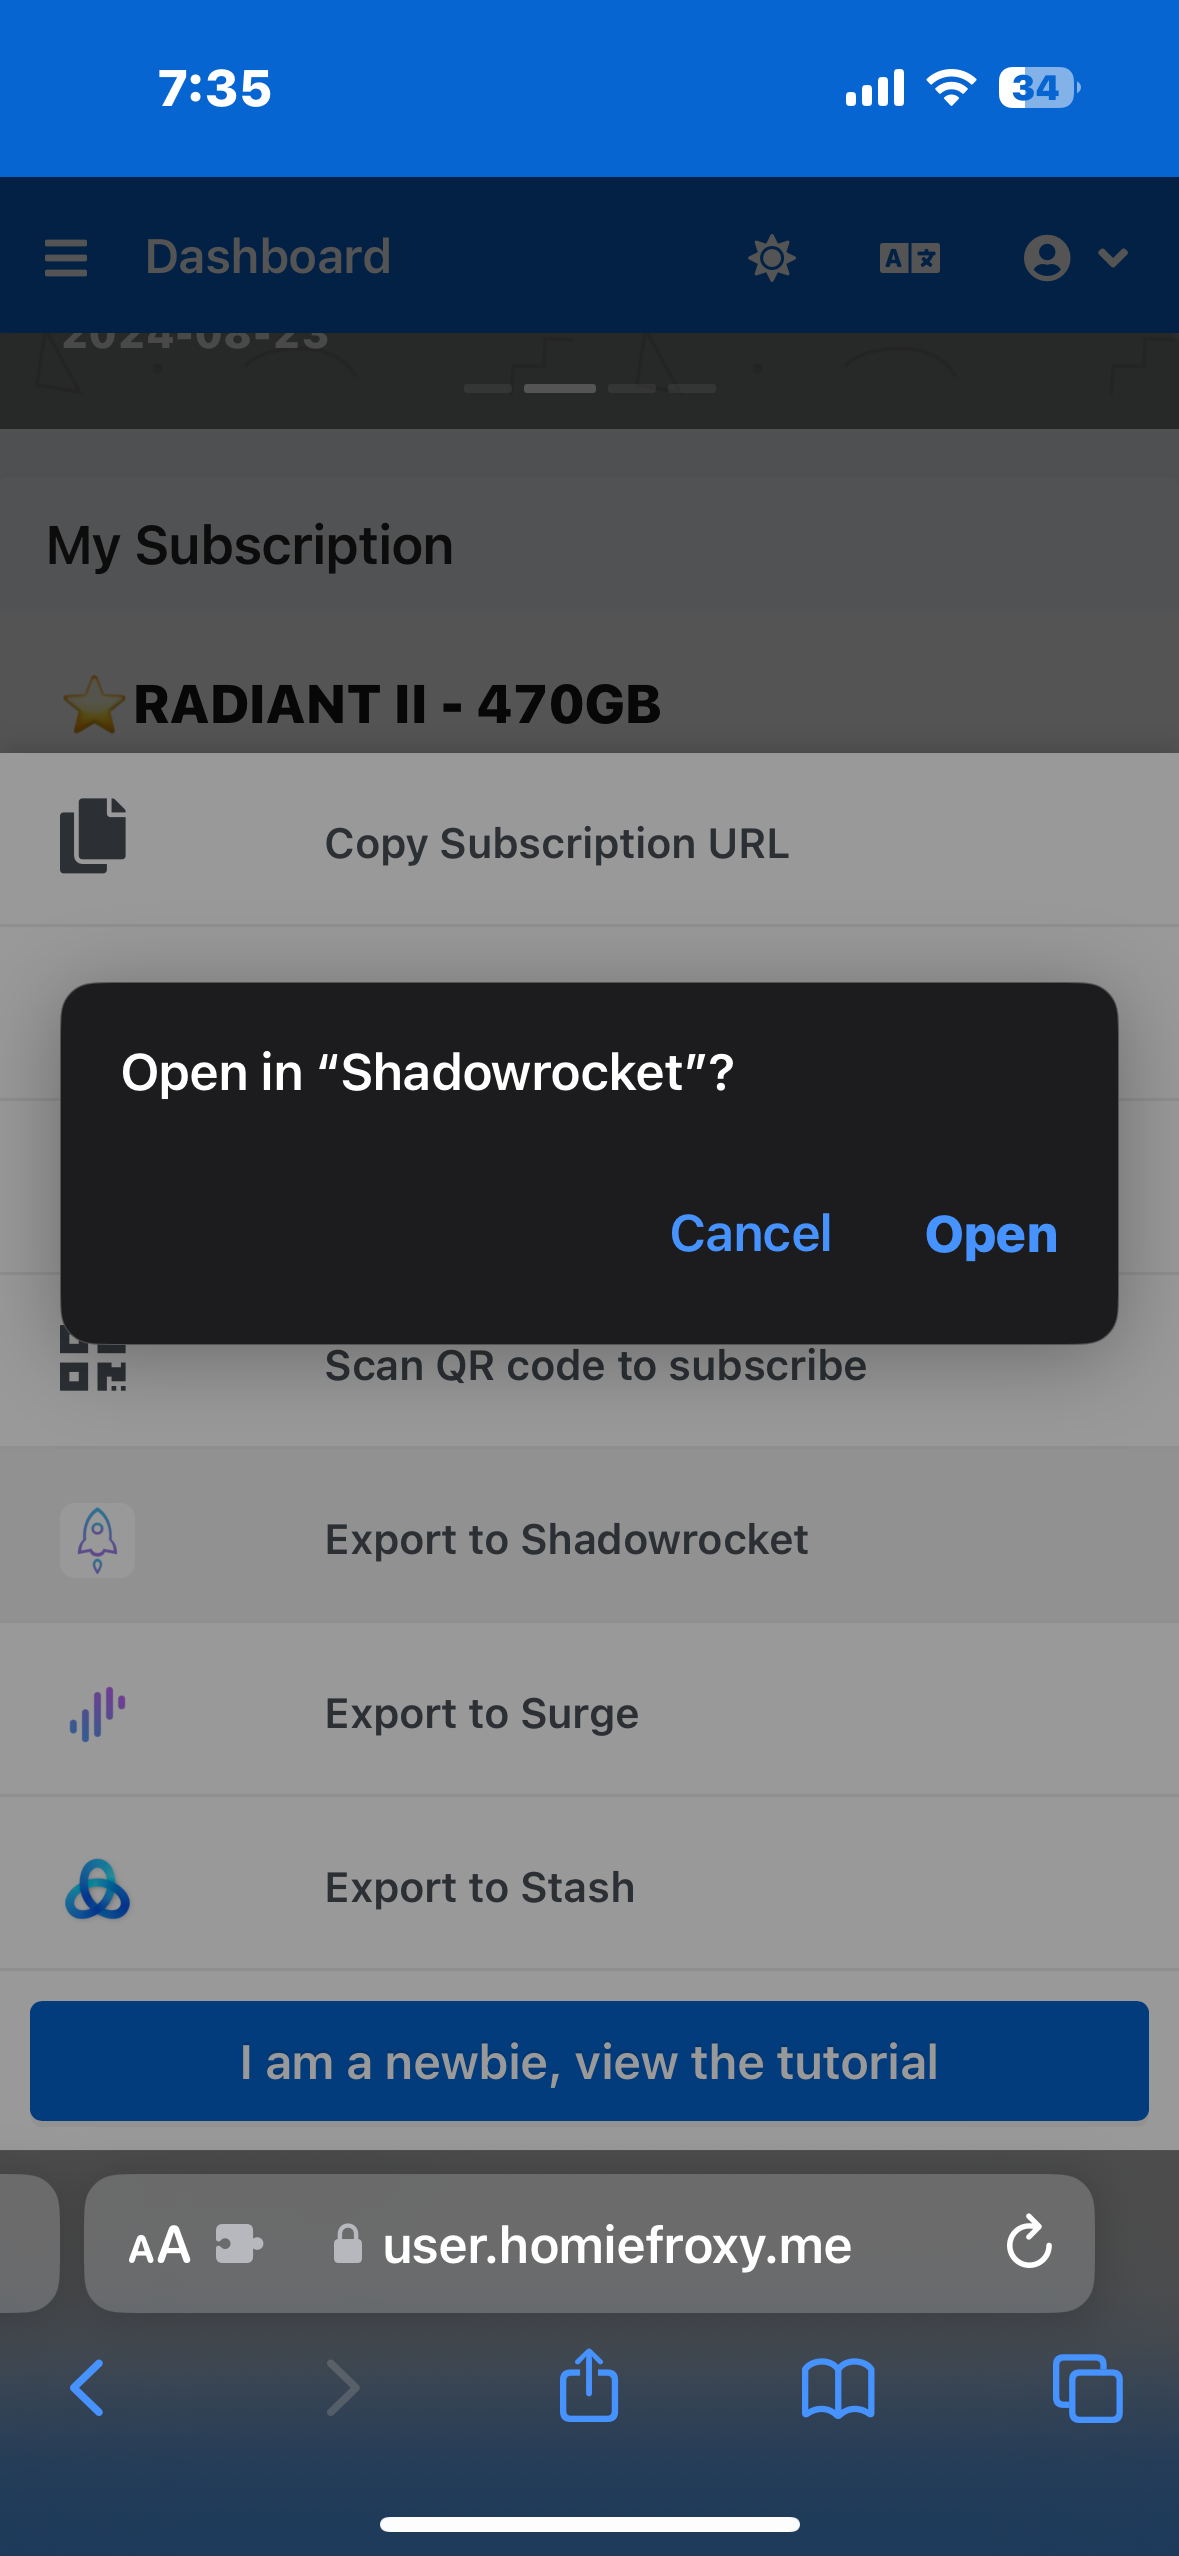 7:35
34
Dashboard
A
2024-08-23
My Subscription
⭐RADIANT II - 470GB
Copy Subscription URL
Open in “Shadowrocket”?
Cancel
Open
Scan QR code to subscribe
Export to Shadowrocket
Export to Surge
Export to Stash
I am a newbie, view the tutorial
AA
user.homiefroxy.me